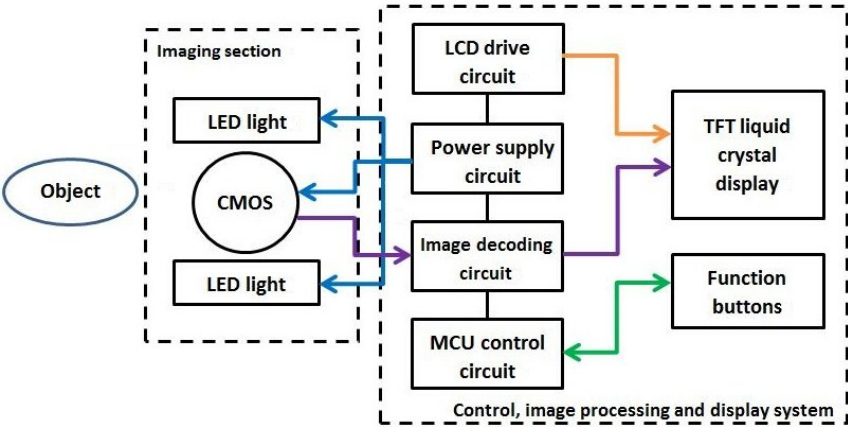 Imaging section
LED light
Object
CMOS
LED light
LCD drive
circuit
Power supply
circuit
Image decoding
circuit
MCU control
circuit
TFT liquid
crystal
display
Function
buttons
Control, image processing and display system